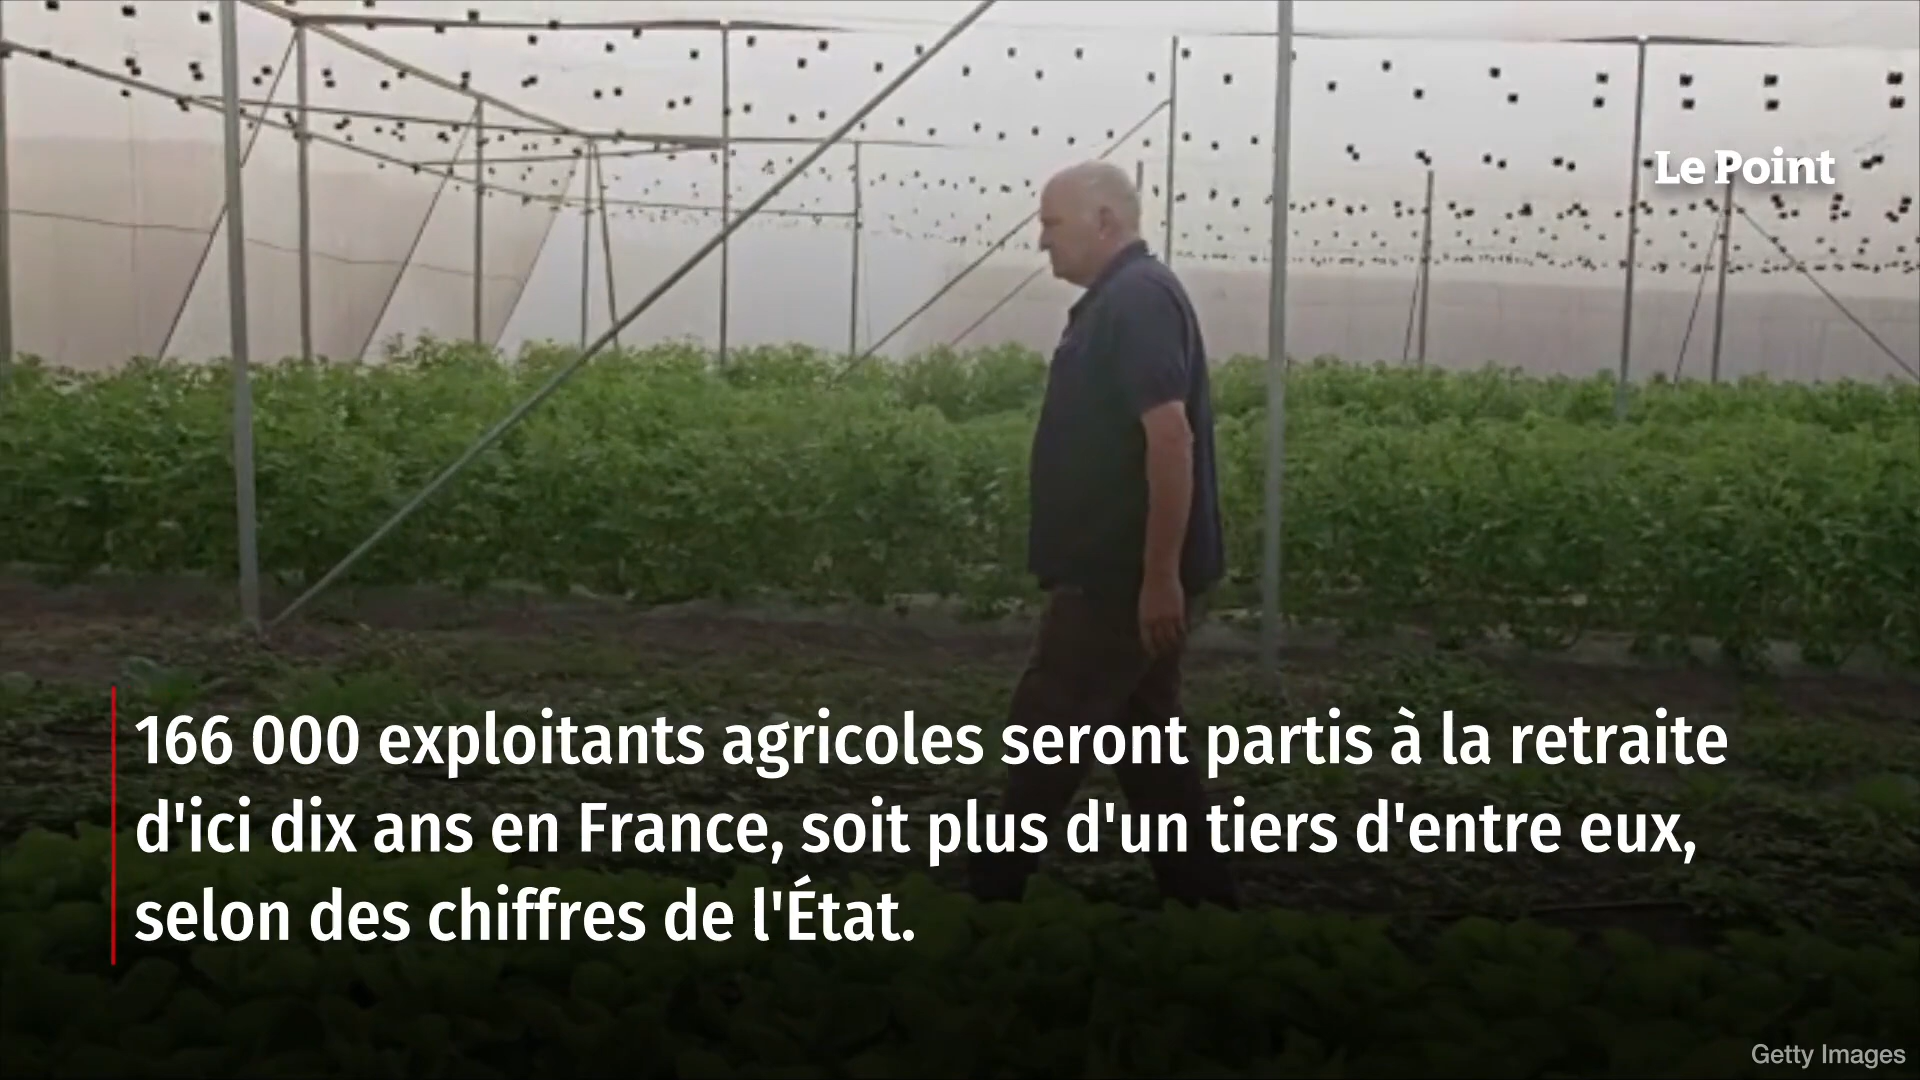 Le Point
166 000 exploitants agricoles seront partis à la retraite
d'ici dix ans en France, soit plus d'un tiers d'entre eux,
selon des chiffres de l'État.
Getty Images